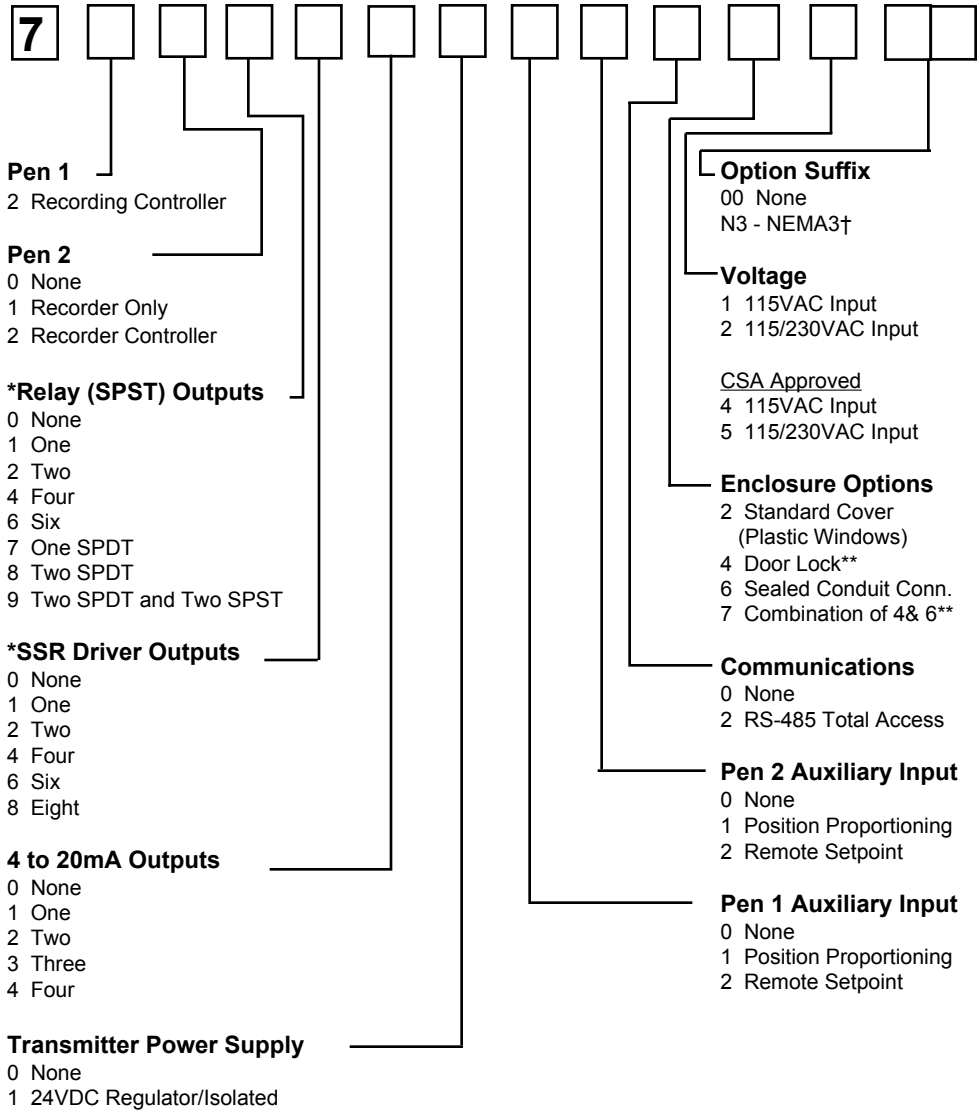 7
Pen 1
2 Recording Controller
Pen 2
0 None
1 Recorder Only
2 Recorder Controller
*Relay (SPST) Outputs
0 None
1 One
2 Two
4 Four
6 Six
7 One SPDT
8 Two SPDT
9 Two SPDT and Two SPST
*SSR Driver Outputs
0 None
1 One
2 Two
4 Four
6 Six
8 Eight
4 to 20mA Outputs
0 None
1 One
2 Two
3 Three
4 Four
Transmitter Power Supply
0 None
1 24VDC Regulator/Isolated
Option Suffix
00 None
N3 - NEMA3†
Voltage
1 115VAC Input
2 115/230VAC Input
CSA Approved
4 115VAC Input
5 115/230VAC Input
Enclosure Options
2 Standard Cover
(Plastic Windows)
4 Door Lock**
6 Sealed Conduit Conn.
7 Combination of 4& 6**
Communications
0 None
2 RS-485 Total Access
Pen 2 Auxiliary Input
0 None
1 Position Proportioning
2 Remote Setpoint
Pen 1 Auxiliary Input
0 None
1 Position Proportioning
2 Remote Setpoint